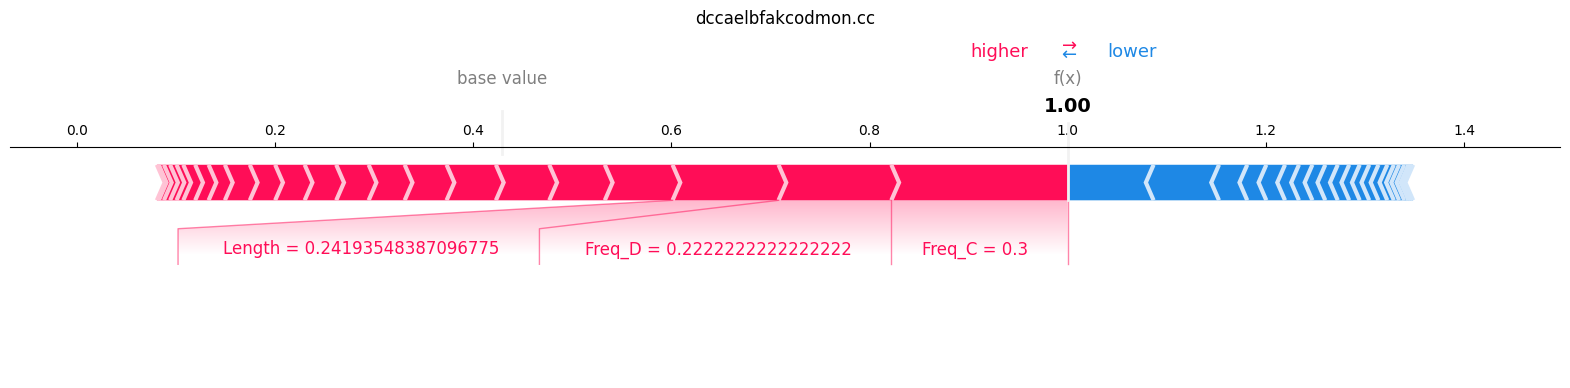 dccaelbfakcodmon.cc
higher ⇄ lower
base value f(x)
1.00
0.0 0.2 0.4 0.6 0.8 1.0 1.2 1.4
Length = 0.24193548387096775 Freq_D = 0.2222222222222222 Freq_C = 0.3